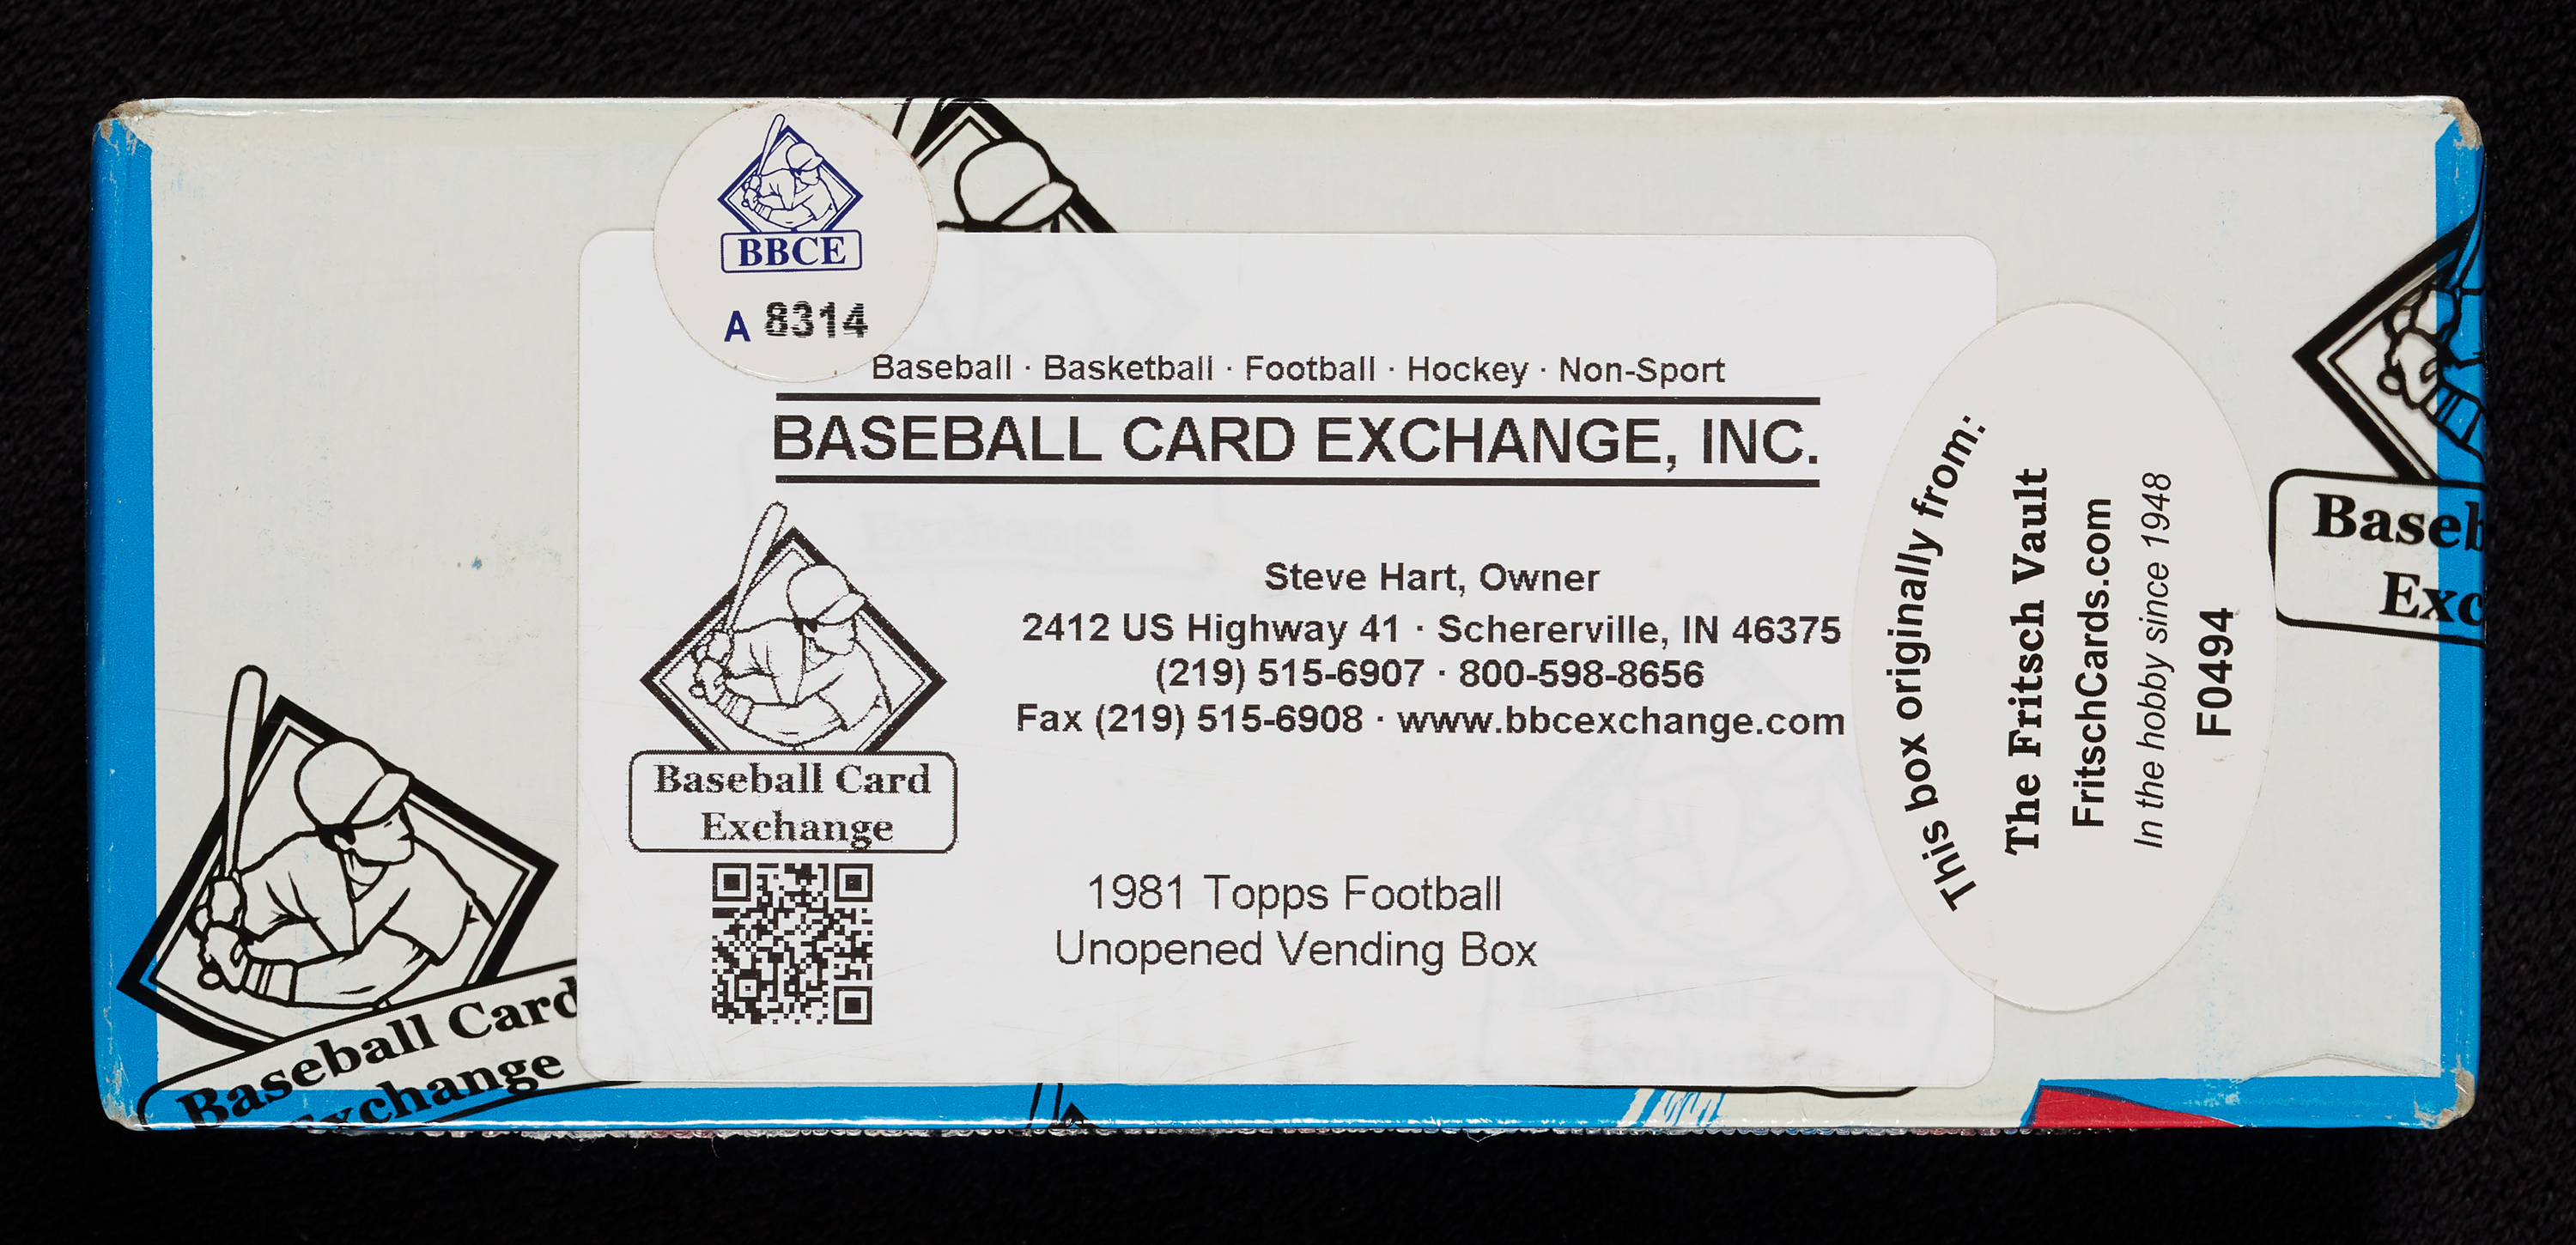 BBCE
A 8314
Baseball · Basketball · Football · Hockey · Non-Sport
BASEBALL CARD EXCHANGE, INC.
Steve Hart, Owner
2412 US Highway 41 · Schererville, IN 46375
(219) 515-6907 · 800-598-8656
Fax (219) 515-6908 · www.bbcexchange.com
Baseball Card
Exchange
1981 Topps Football
Unopened Vending Box
This box originally from:
The Fritsch Vault
FritschCards.com
In the hobby since 1948
F0494
Baseball Card
Exchange
Baseb
Exc
Exchange